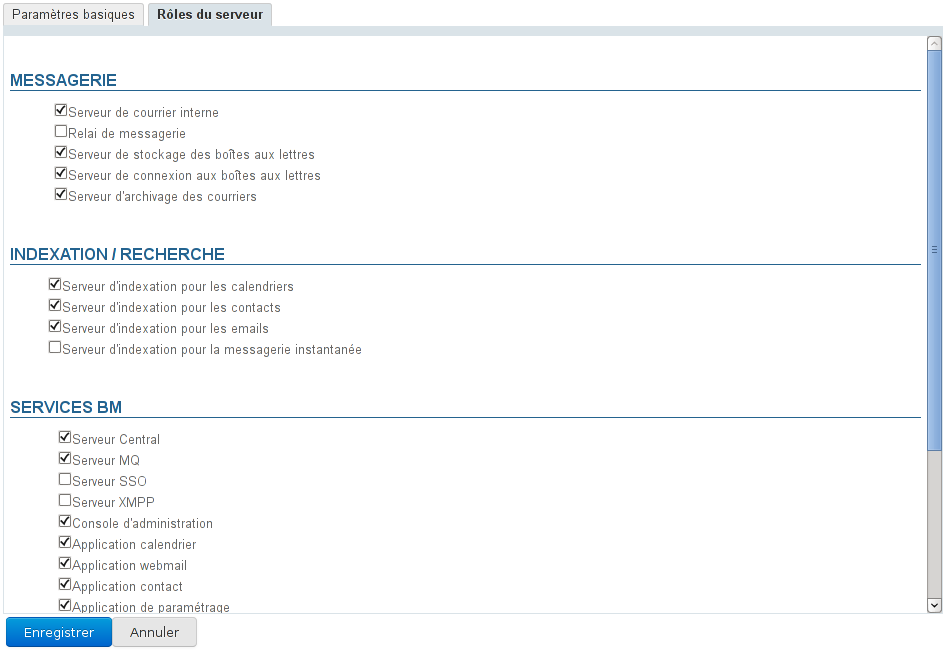 Paramètres basiques
Rôles du serveur
MESSAGERIE
Serveur de courrier interne
Relai de messagerie
Serveur de stockage des boîtes aux lettres
Serveur de connexion aux boîtes aux lettres
Serveur d'archivage des courriers
INDEXATION / RECHERCHE
Serveur d'indexation pour les calendriers
Serveur d'indexation pour les contacts
Serveur d'indexation pour les emails
Serveur d'indexation pour la messagerie instantanée
SERVICES BM
Serveur Central
Serveur MQ
Serveur SSO
Serveur XMPP
Console d'administration
Application calendrier
Application webmail
Application contact
Application de paramétrage
Enregistrer
Annuler